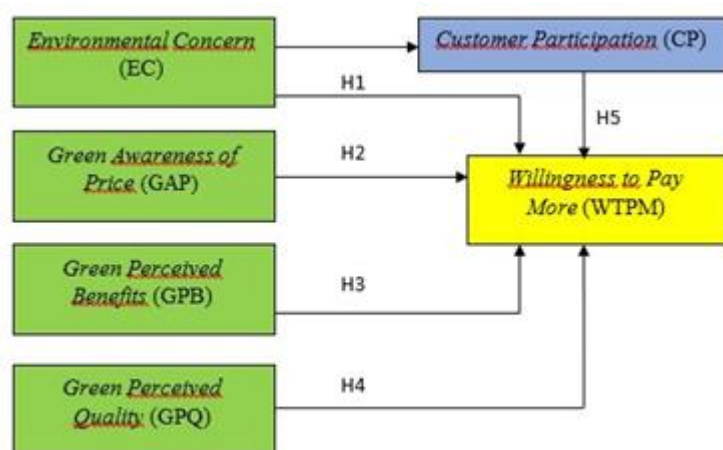 Environmental Concern
(EC)
Customer Participation (CP)
H1
H5
Green Awareness of
Price (GAP)
H2
Willingness to Pay
More (WTPM)
Green Perceived
Benefits (GPB)
H3
Green Perceived
Quality (GPQ)
H4